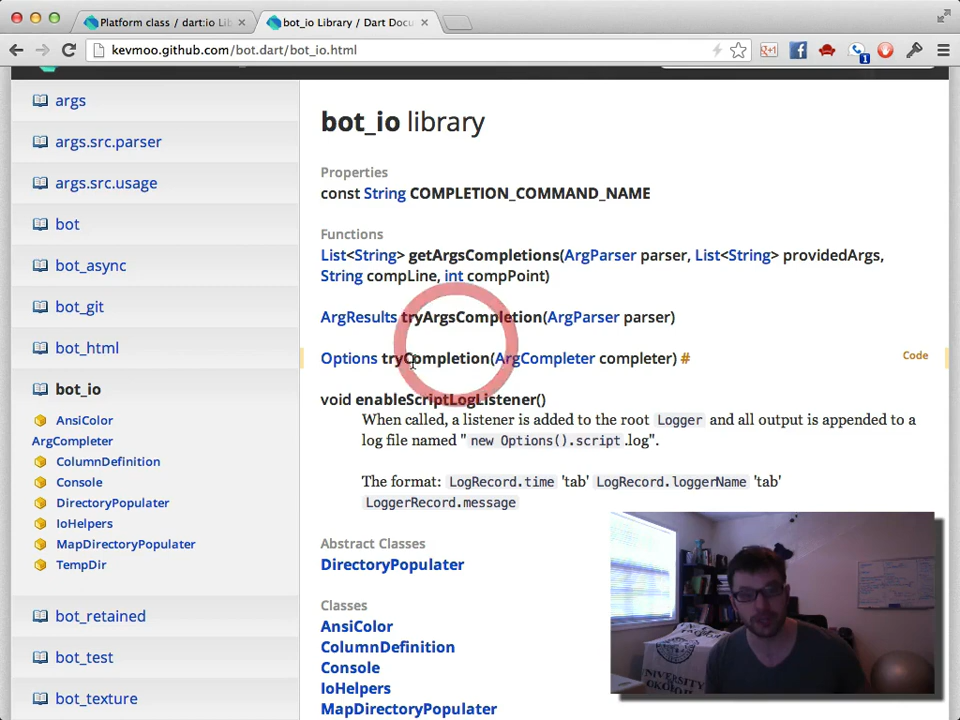 Platform class / dart:io Lib
bot_io Library / Dart Docu
kevmoo.github.com/bot.dart/bot_io.html
args
args.src.parser
args.src.usage
bot
bot_async
bot_git
bot_html
bot_io
AnsiColor
ArgCompleter
ColumnDefinition
Console
DirectoryPopulater
IoHelpers
MapDirectoryPopulater
TempDir
bot_retained
bot_test
bot_texture
bot_io library
Properties
const String COMPLETION_COMMAND_NAME
Functions
List<String> getArgsCompletions(ArgParser parser, List<String> providedArgs,
String compLine, int compPoint)
ArgResults tryArgsCompletion(ArgParser parser)
Options tryCompletion(ArgCompleter completer) #
Code
void enableScriptLogListener()
When called, a listener is added to the root Logger and all output is appended to a
log file named " new Options().script .log".
The format: LogRecord.time 'tab' LogRecord.loggerName 'tab'
LoggerRecord.message
Abstract Classes
DirectoryPopulater
Classes
AnsiColor
ColumnDefinition
Console
IoHelpers
MapDirectoryPopulater